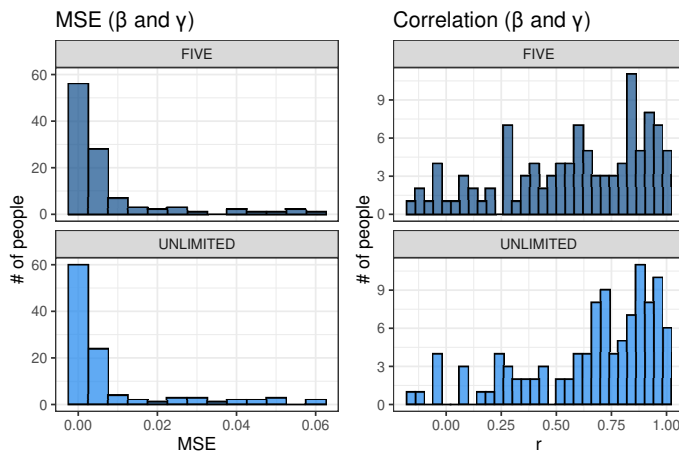 MSE (β and γ)
FIVE
60
40
20
0
UNLIMITED
60
40
20
0
0.00 0.02 0.04 0.06
MSE
# of people
Correlation (β and γ)
FIVE
9
6
3
0
UNLIMITED
9
6
3
0
0.00 0.25 0.50 0.75 1.00
r
# of people